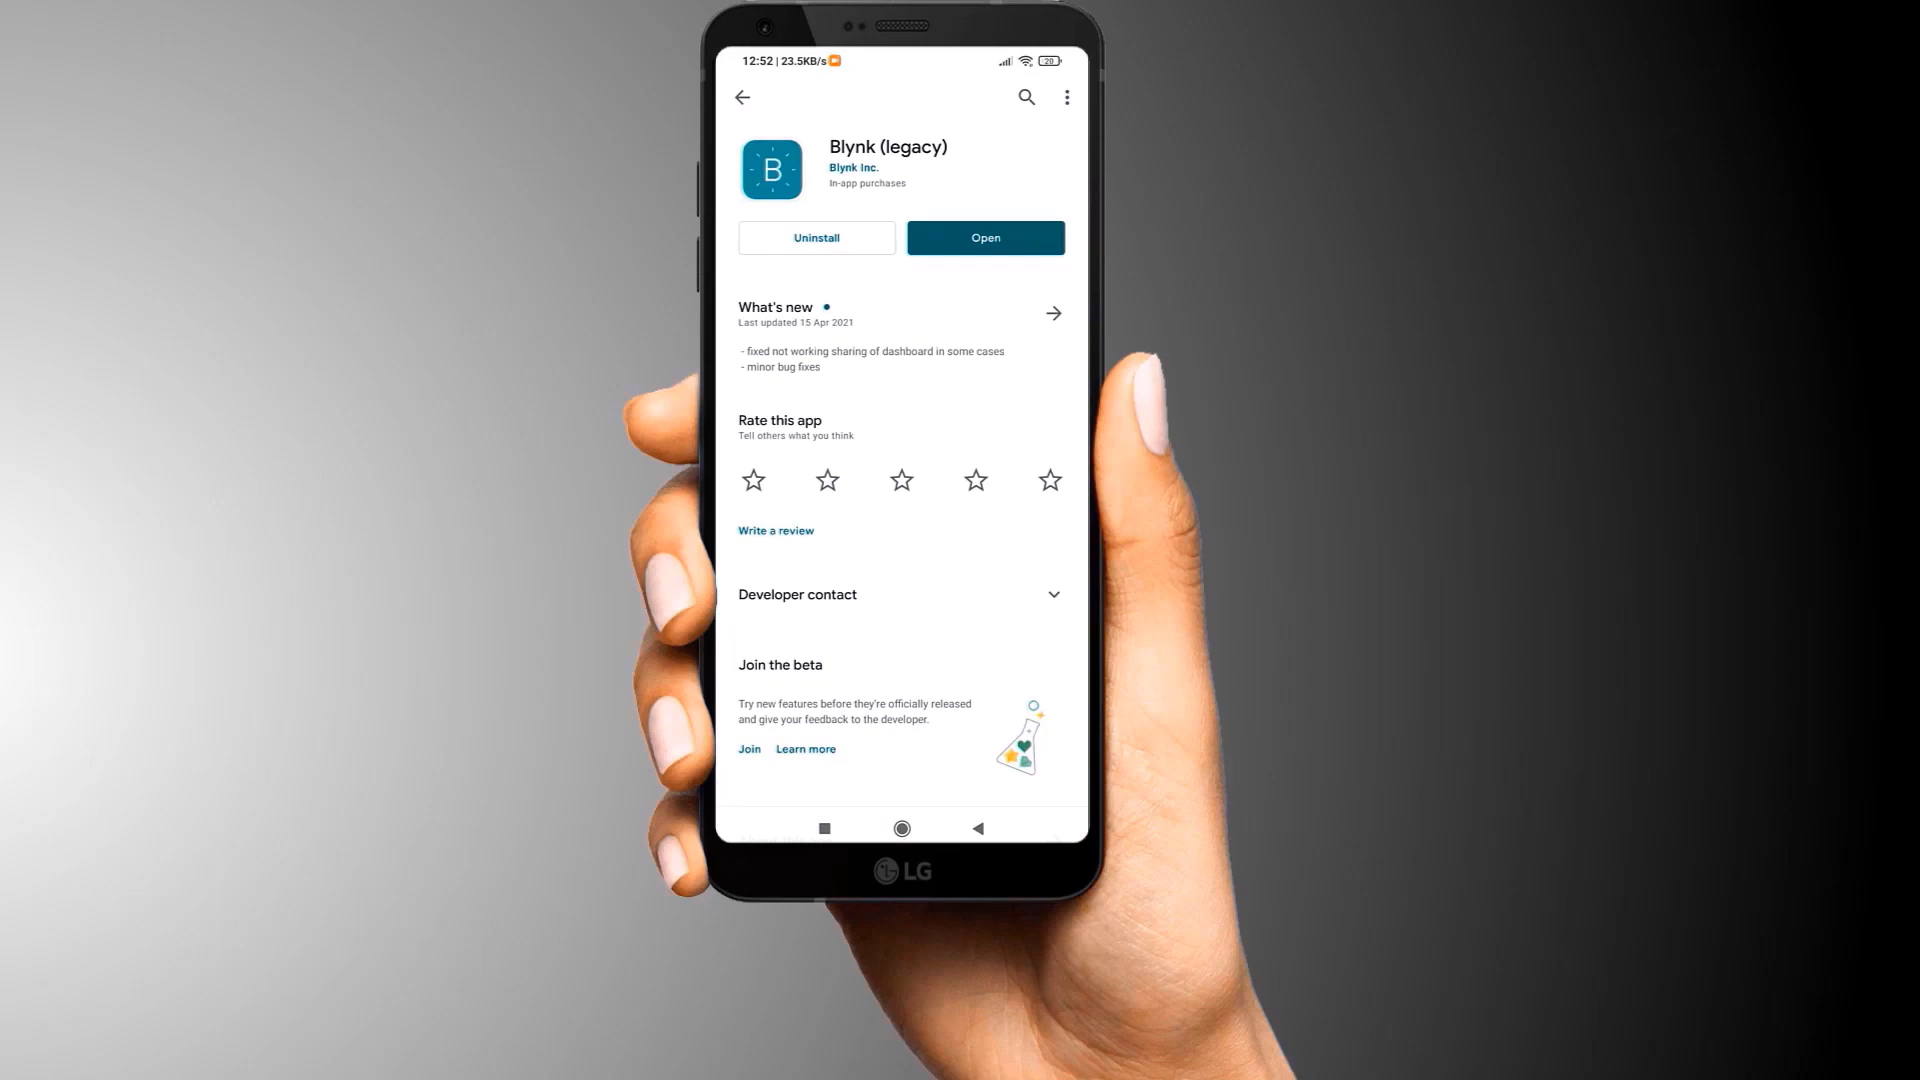 12:52 | 23.5KB/s
20
Blynk (legacy)
B
Blynk Inc.
In-app purchases
Uninstall
Open
What's new
Last updated 15 Apr 2021
- fixed not working sharing of dashboard in some cases
- minor bug fixes
Rate this app
Tell others what you think
Write a review
Developer contact
Join the beta
Try new features before they're officially released
and give your feedback to the developer.
Join Learn more
LG